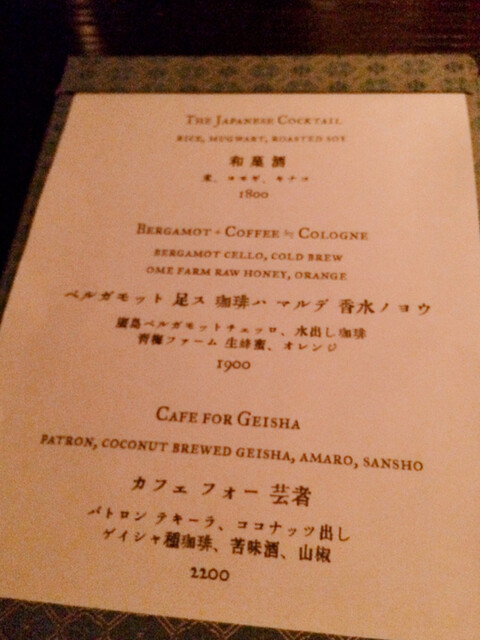 The Japanese Cocktail
rice, mugwort, roasted soy
和菓酒
米、ヨモギ、キナコ
1800
Bergamot + Coffee ≒ Cologne
bergamot cello, cold brew
ome farm raw honey, orange
ベルガモット 足ス 珈琲ハ マルデ 香水ノヨウ
広島ベルガモットチェッロ、水出し珈琲
青梅ファーム 生蜂蜜、オレンジ
1900
Cafe for Geisha
patron, coconut brewed geisha, amaro, sansho
カフェ フォー 芸者
パトロン テキーラ、ココナッツ出し
ゲイシャ種珈琲、苦味酒、山椒
2200